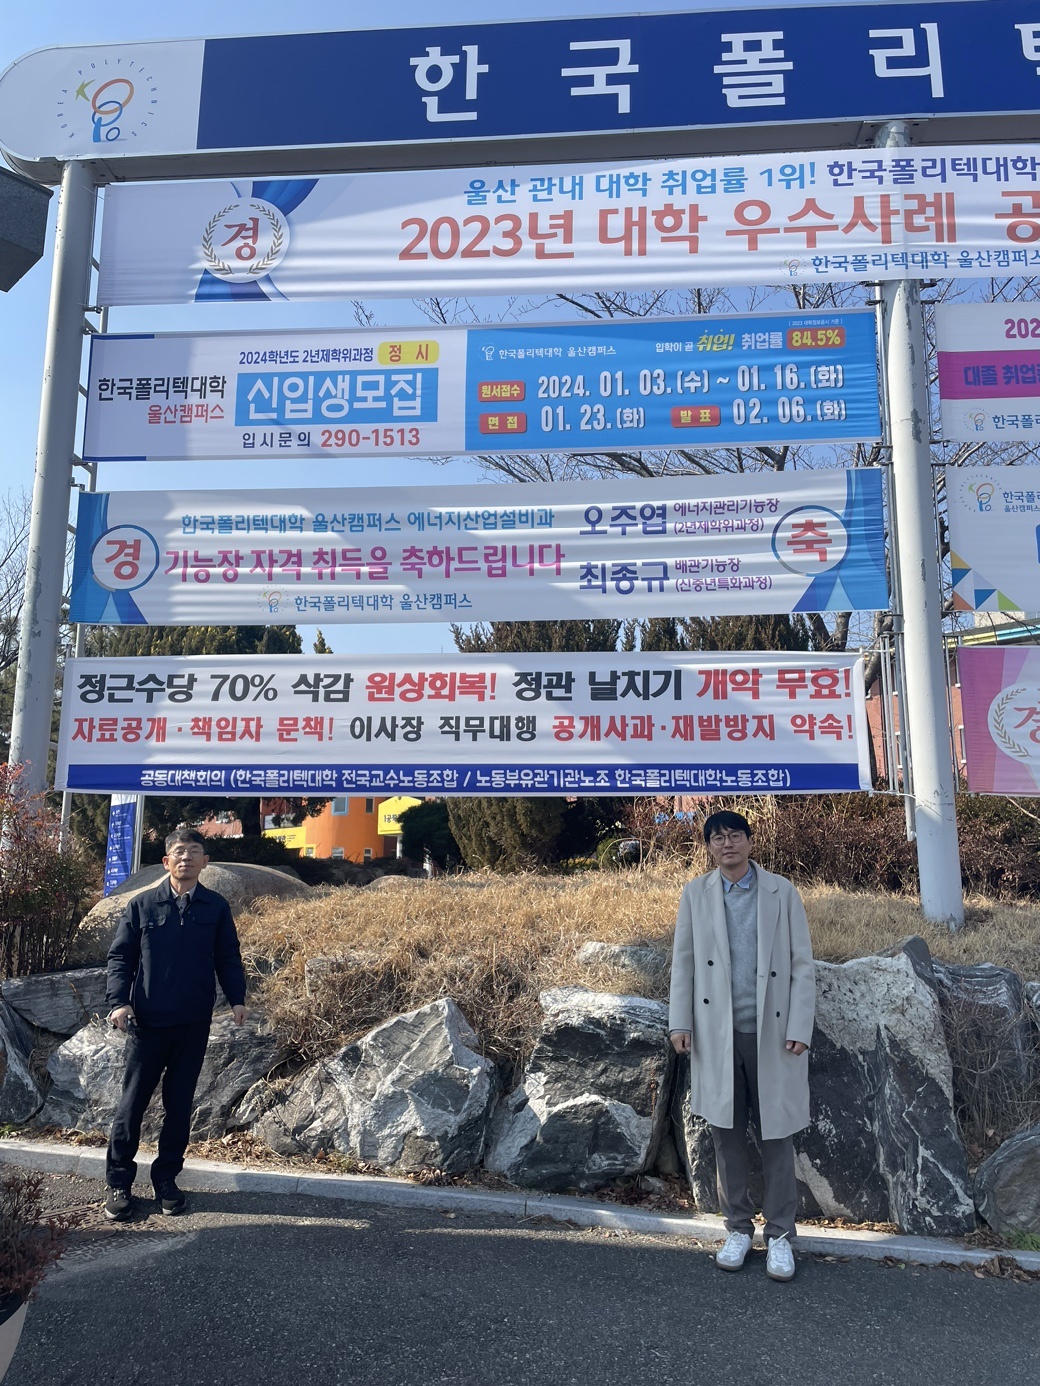 KOREA POLYTECHNICS
한국폴리
경
울산 관내 대학 취업률 1위! 한국폴리텍대학
2023년 대학 우수사례 공
한국폴리텍대학 울산캠퍼스
한국폴리텍대학
울산캠퍼스
2024학년도 2년제학위과정 정 시
신입생모집
입시문의 290-1513
한국폴리텍대학 울산캠퍼스
입학이 곧 취업! 취업률 84.5%
( 2023 대학정보공시 기준 )
원서접수 2024. 01. 03.(수) ~ 01. 16.(화)
면 접 01. 23.(화) 발 표 02. 06.(화)
202
대졸 취업
한국폴리
경
한국폴리텍대학 울산캠퍼스 에너지산업설비과
기능장 자격 취득을 축하드립니다
한국폴리텍대학 울산캠퍼스
오주엽 에너지관리기능장
(2년제학위과정)
최종규 배관기능장
(신중년특화과정)
축
한국폴리
울산캠퍼스
정근수당 70% 삭감 원상회복! 정관 날치기 개악 무효!
자료공개·책임자 문책! 이사장 직무대행 공개사과·재발방지 약속!
공동대책회의 (한국폴리텍대학 전국교수노동조합 / 노동부유관기관노조 한국폴리텍대학노동조합)
경